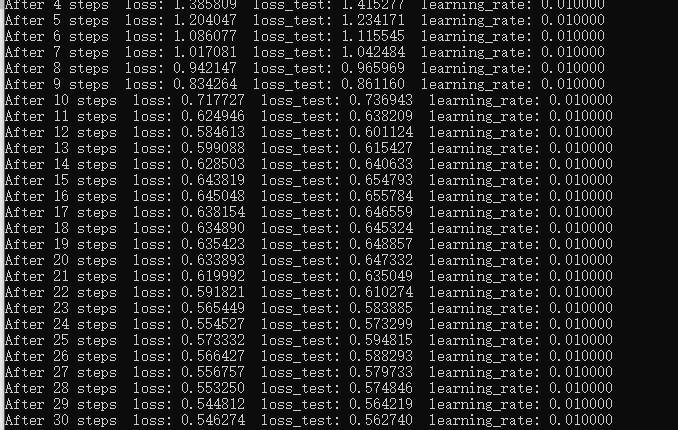 After 4 steps loss: 1.385809 loss_test: 1.415277 learning_rate: 0.010000
After 5 steps loss: 1.204047 loss_test: 1.234171 learning_rate: 0.010000
After 6 steps loss: 1.086077 loss_test: 1.115545 learning_rate: 0.010000
After 7 steps loss: 1.017081 loss_test: 1.042484 learning_rate: 0.010000
After 8 steps loss: 0.942147 loss_test: 0.965969 learning_rate: 0.010000
After 9 steps loss: 0.834264 loss_test: 0.861160 learning_rate: 0.010000
After 10 steps loss: 0.717727 loss_test: 0.736943 learning_rate: 0.010000
After 11 steps loss: 0.624946 loss_test: 0.638209 learning_rate: 0.010000
After 12 steps loss: 0.584613 loss_test: 0.601124 learning_rate: 0.010000
After 13 steps loss: 0.599088 loss_test: 0.615427 learning_rate: 0.010000
After 14 steps loss: 0.628503 loss_test: 0.640633 learning_rate: 0.010000
After 15 steps loss: 0.643819 loss_test: 0.654793 learning_rate: 0.010000
After 16 steps loss: 0.645048 loss_test: 0.655784 learning_rate: 0.010000
After 17 steps loss: 0.638154 loss_test: 0.646559 learning_rate: 0.010000
After 18 steps loss: 0.634890 loss_test: 0.645324 learning_rate: 0.010000
After 19 steps loss: 0.635423 loss_test: 0.648857 learning_rate: 0.010000
After 20 steps loss: 0.633893 loss_test: 0.647332 learning_rate: 0.010000
After 21 steps loss: 0.619992 loss_test: 0.635049 learning_rate: 0.010000
After 22 steps loss: 0.591821 loss_test: 0.610274 learning_rate: 0.010000
After 23 steps loss: 0.565449 loss_test: 0.583885 learning_rate: 0.010000
After 24 steps loss: 0.554527 loss_test: 0.573299 learning_rate: 0.010000
After 25 steps loss: 0.573332 loss_test: 0.594815 learning_rate: 0.010000
After 26 steps loss: 0.566427 loss_test: 0.588293 learning_rate: 0.010000
After 27 steps loss: 0.556757 loss_test: 0.579733 learning_rate: 0.010000
After 28 steps loss: 0.553250 loss_test: 0.574846 learning_rate: 0.010000
After 29 steps loss: 0.544812 loss_test: 0.564219 learning_rate: 0.010000
After 30 steps loss: 0.546274 loss_test: 0.562740 learning_rate: 0.010000